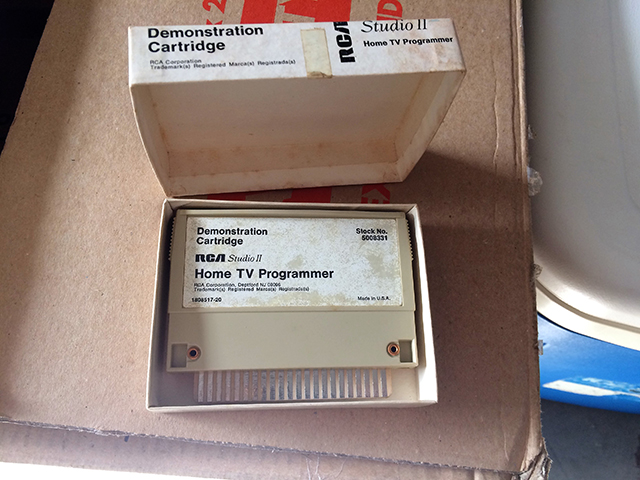 Demonstration
Cartridge
RCA Corporation
Trademark(s) Registered Marca(s) Registrada(s)
RCA
Studio II
Home TV Programmer
Demonstration
Cartridge
Stock No.
5008331
RCA Studio II
Home TV Programmer
RCA Corporation, Deptford NJ 08096
Trademark(s) Registered Marca(s) Registrada(s)
1808517-20
Made in U.S.A.